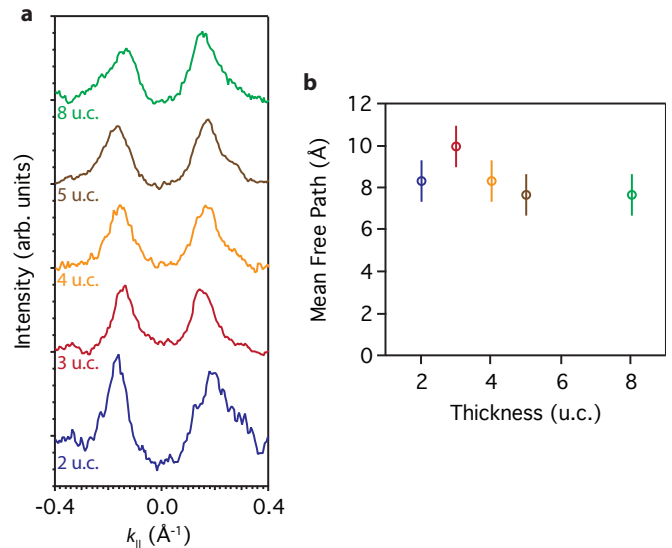 a
Intensity (arb. units)
8 u.c.
5 u.c.
4 u.c.
3 u.c.
2 u.c.
-0.4
0.0
0.4
k|| (Å-1)
b
Mean Free Path (Å)
12
10
8
6
4
2
0
2
4
6
8
Thickness (u.c.)